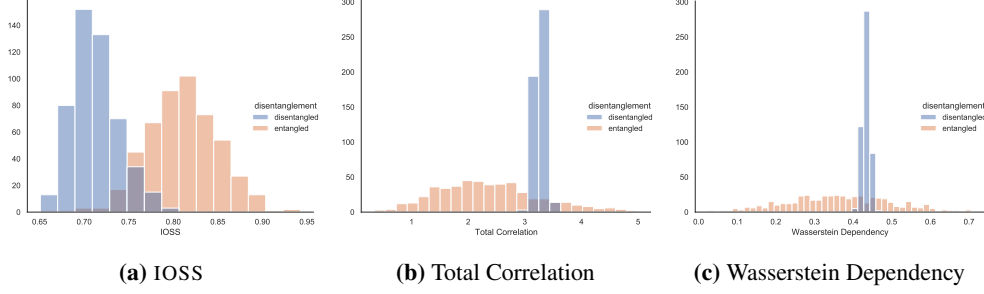 140
120
100
80
60
40
20
0
0.65 0.70 0.75 0.80 0.85 0.90 0.95
IOSS
disentanglement
disentangled
entangled
(a) IOSS
300
250
200
150
100
50
0
1 2 3 4 5
Total Correlation
disentanglement
disentangled
entangled
(b) Total Correlation
300
250
200
150
100
50
0
0.0 0.1 0.2 0.3 0.4 0.5 0.6 0.7
Wasserstein Dependency
disentanglement
disentangled
entangled
(c) Wasserstein Dependency